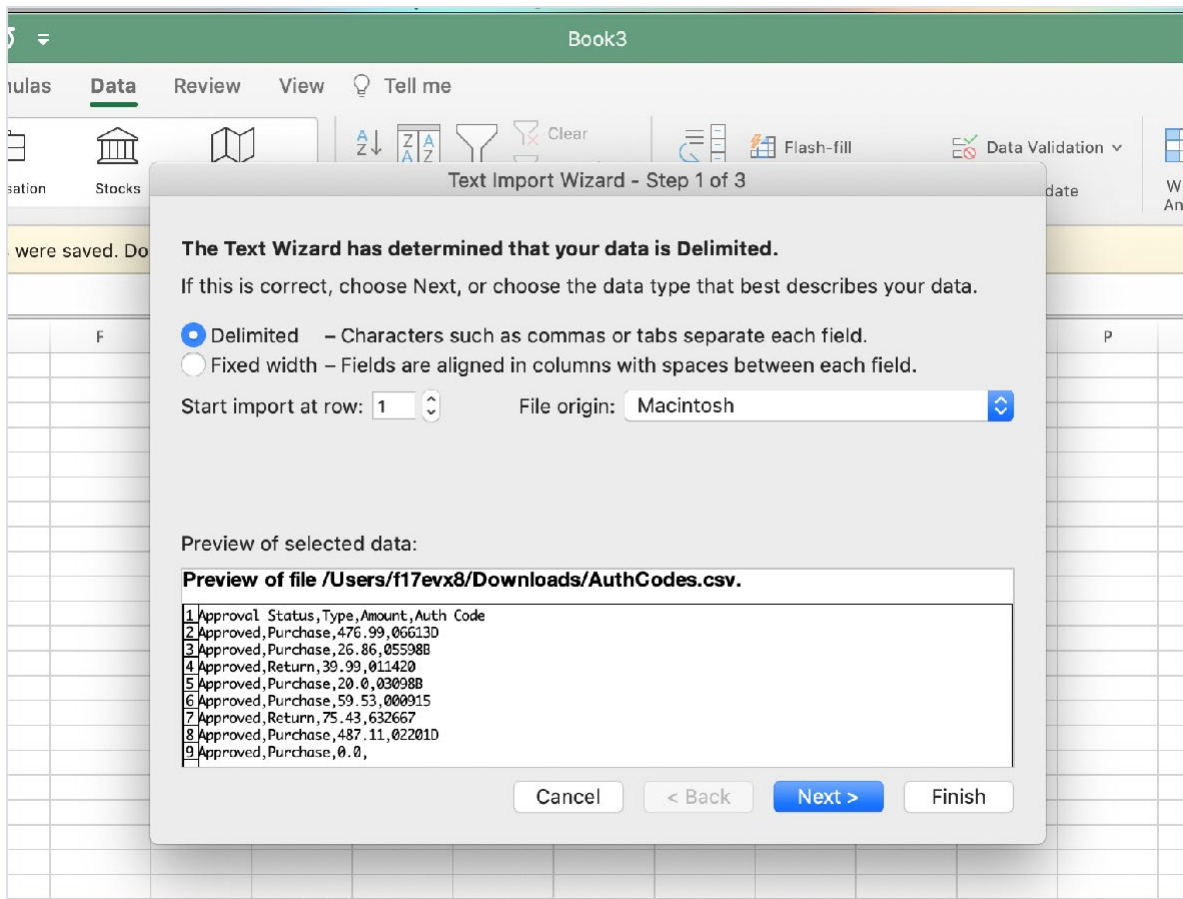 Book3
Data Review View Tell me
Clear
Flash-fill
Data Validation
Stocks
Text Import Wizard - Step 1 of 3
were saved. Do
The Text Wizard has determined that your data is Delimited.
If this is correct, choose Next, or choose the data type that best describes your data.
Delimited – Characters such as commas or tabs separate each field.
Fixed width – Fields are aligned in columns with spaces between each field.
F
P
Start import at row: 1 File origin: Macintosh
Preview of selected data:
Preview of file /Users/f17evx8/Downloads/AuthCodes.csv.
1 Approval Status,Type,Amount,Auth Code
2 Approved,Purchase,476.99,06613D
3 Approved,Purchase,26.86,05598B
4 Approved,Return,39.99,011420
5 Approved,Purchase,20.0,03098B
6 Approved,Purchase,59.53,000915
7 Approved,Return,75.43,632667
8 Approved,Purchase,487.11,02201D
9 Approved,Purchase,0.0,
Cancel < Back Next > Finish